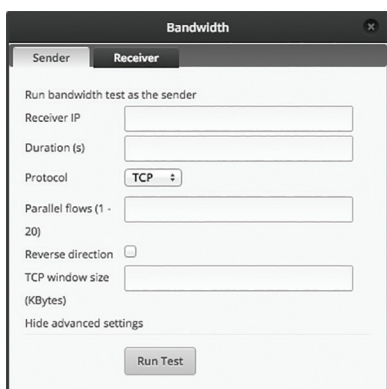 Bandwidth
Sender Receiver
Run bandwidth test as the sender
Receiver IP
Duration (s)
Protocol TCP
Parallel flows (1 -
20)
Reverse direction
TCP window size
(KBytes)
Hide advanced settings
Run Test